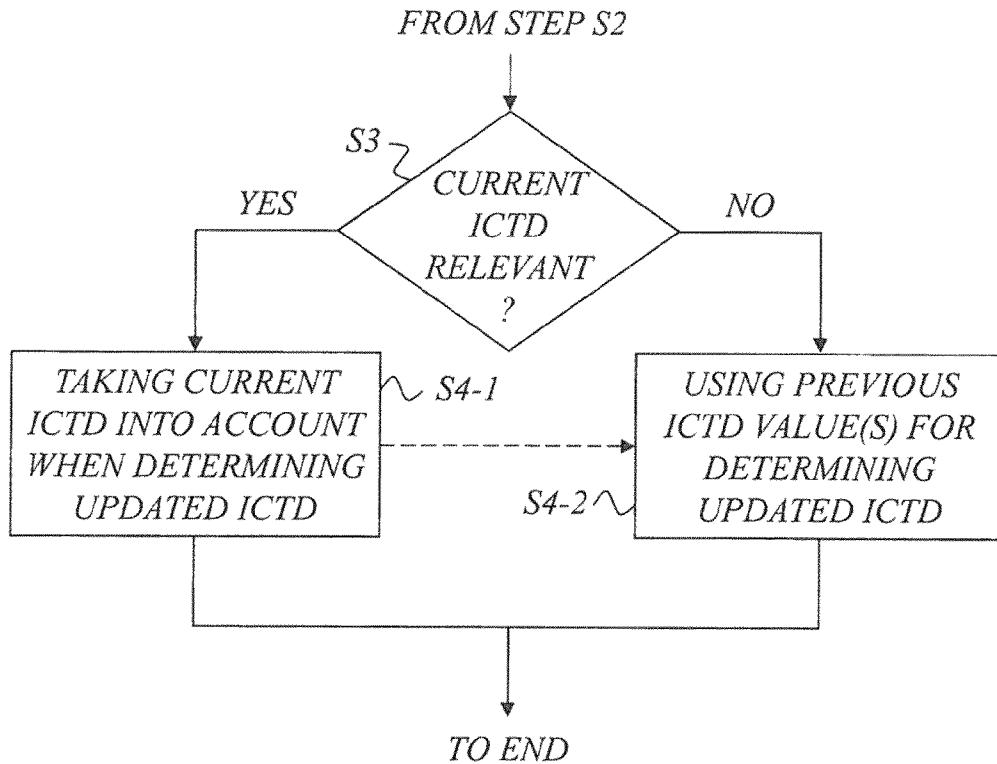 FROM STEP S2
S3
CURRENT
ICTD
RELEVANT
?
YES
NO
TAKING CURRENT
ICTD INTO ACCOUNT
WHEN DETERMINING
UPDATED ICTD
S4-1
USING PREVIOUS
ICTD VALUE(S) FOR
DETERMINING
UPDATED ICTD
S4-2
TO END